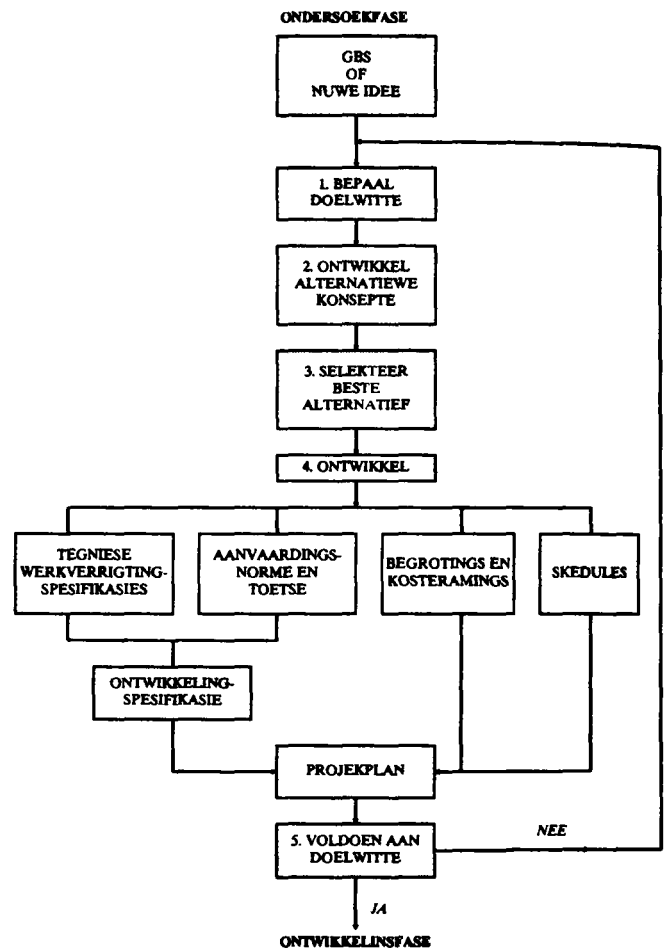 ONDERSOEKFASE
GBS
OF
NUWE IDEE
1. BEPAAL
DOELWITTE
2. ONTWIKKEL
ALTERNATIEWE
KONSEPTE
3. SELEKTEER
BESTE
ALTERNATIEF
4. ONTWIKKEL
TEGNIESE
WERKVERRIGTING-
SPESIFIKASIES
AANVAARDINGS-
NORME EN
TOETSE
BEGROTINGS EN
KOSTERAMINGS
SKEDULES
ONTWIKKELING-
SPESIFIKASIE
PROJEKPLAN
5. VOLDOEN AAN
DOELWITTE
NEE
JA
ONTWIKKELINSFASE